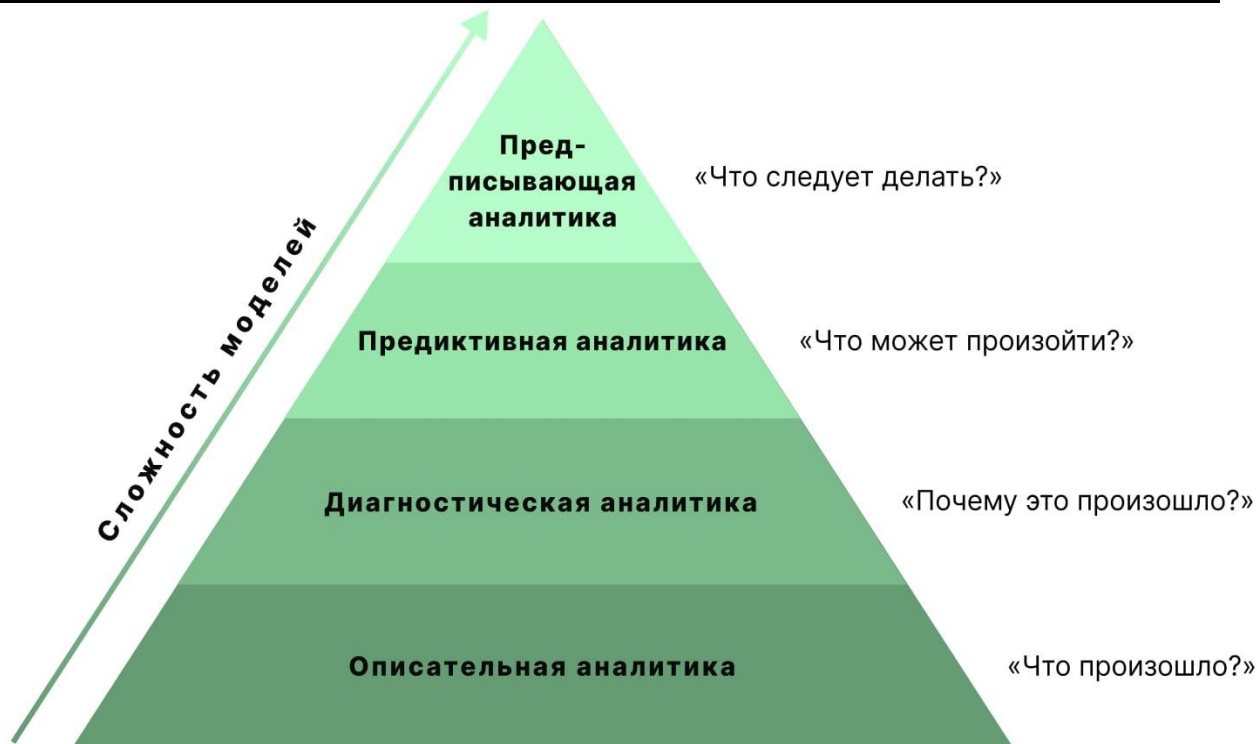 Пред-
писывающая
аналитика
«Что следует делать?»
Сложность моделей
Предиктивная аналитика
«Что может произойти?»
Диагностическая аналитика
«Почему это произошло?»
Описательная аналитика
«Что произошло?»